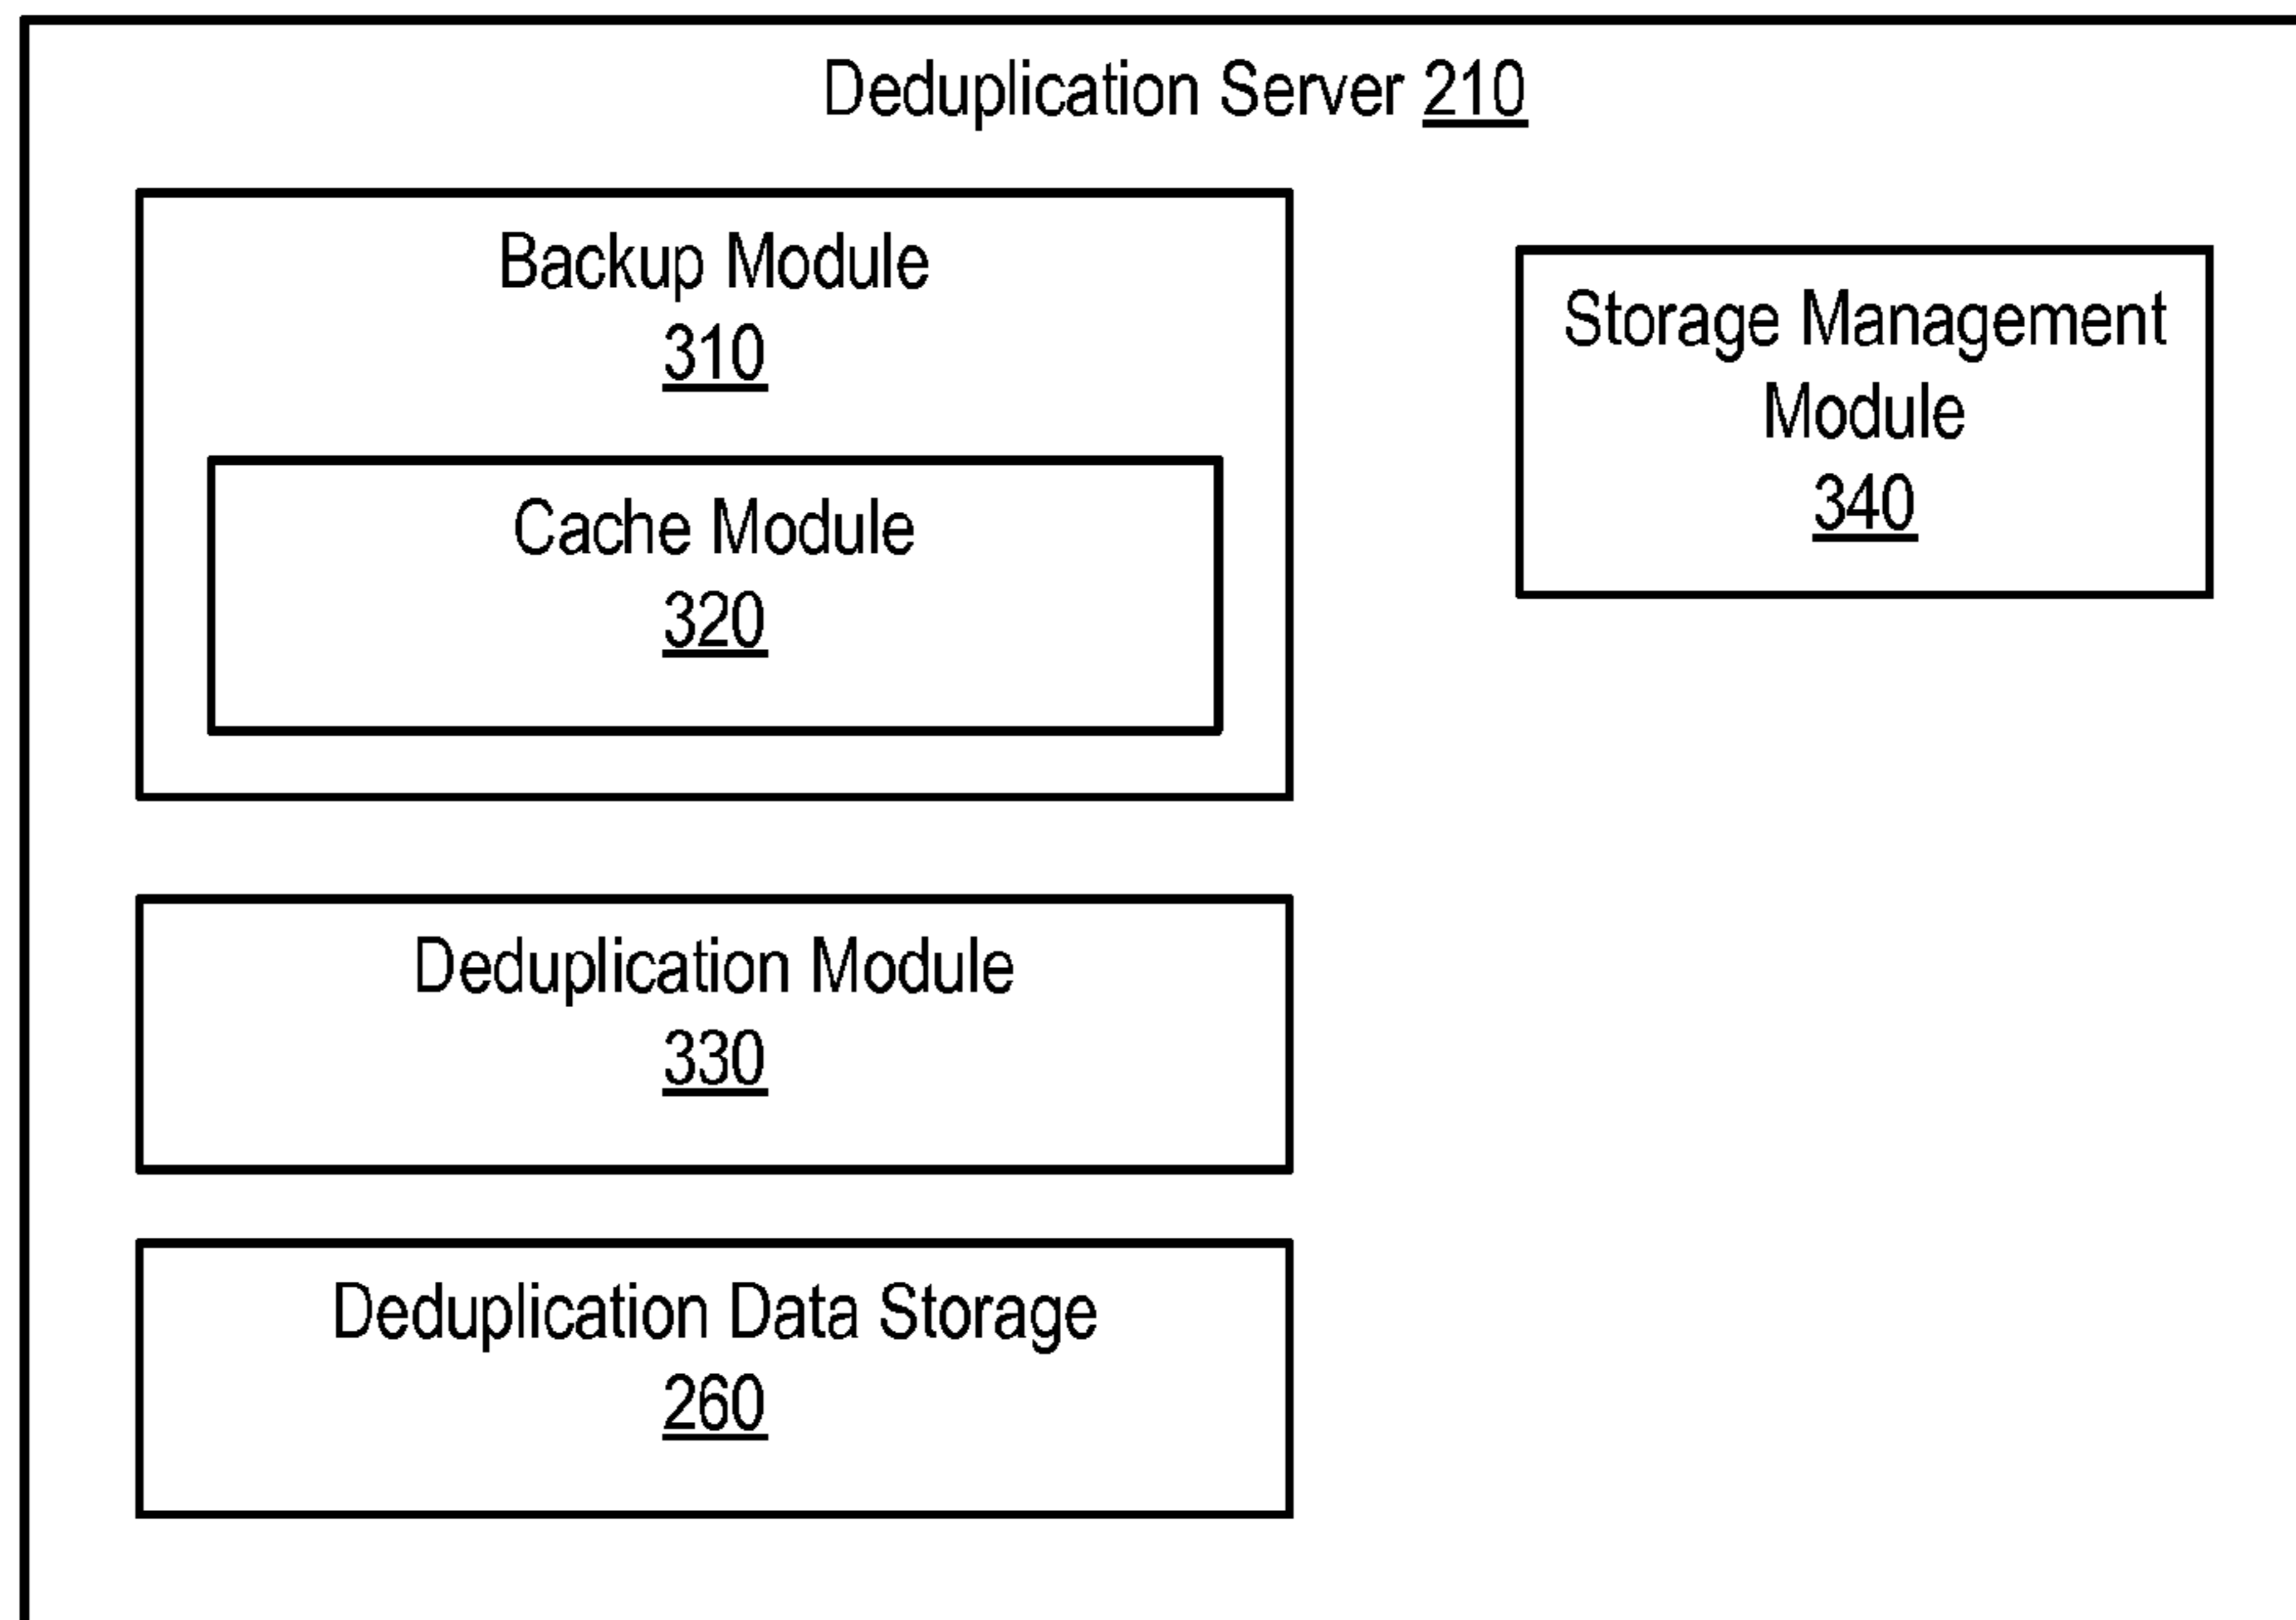 Deduplication Server 210
Backup Module
310
Cache Module
320
Storage Management
Module
340
Deduplication Module
330
Deduplication Data Storage
260